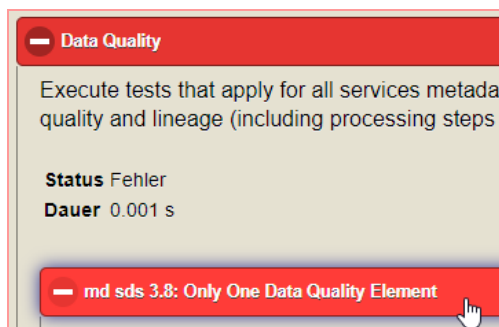 Data Quality
Execute tests that apply for all services metada
quality and lineage (including processing steps
Status Fehler
Dauer 0.001 s
md sds 3.8: Only One Data Quality Element